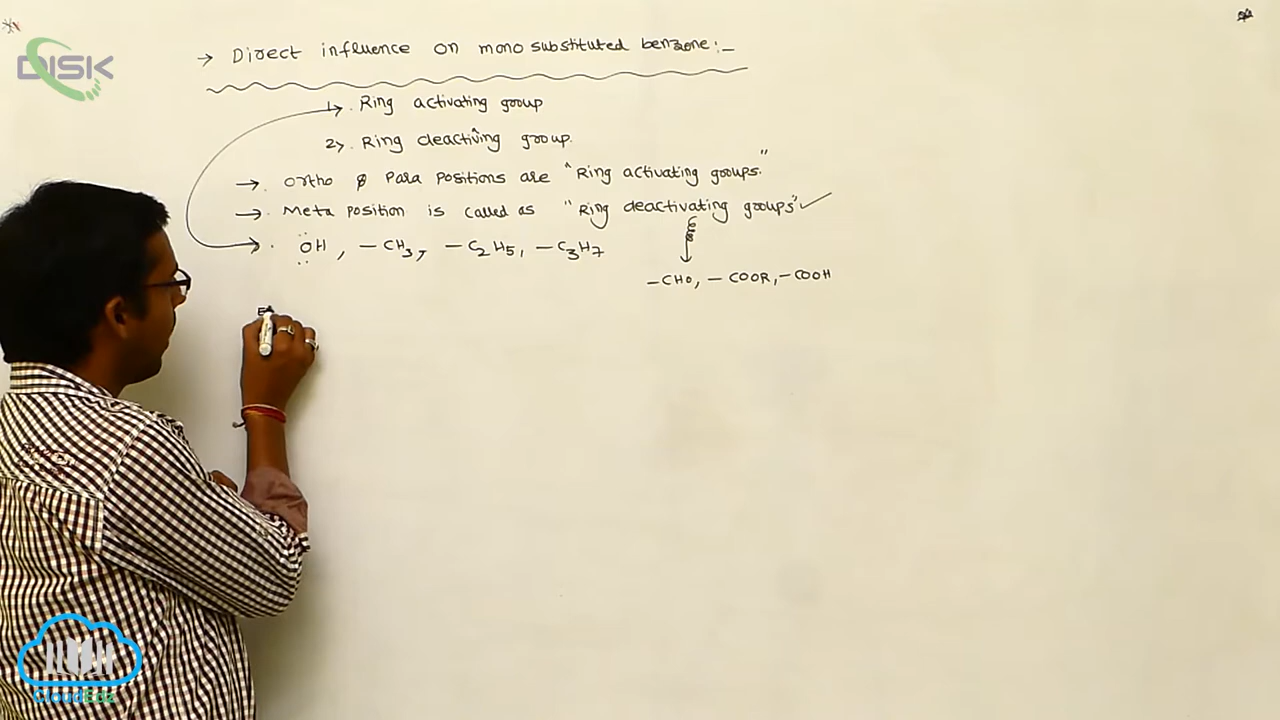 DISK
→ Direct influence on mono substituted benzene:-
1>. Ring activating group
2>. Ring deactiving group.
→ Ortho & Para positions are "Ring activating groups."
→ Meta position is called as "Ring deactivating groups" ✓
→ . OH, -CH3, -C2H5, -C3H7
-CHO, -COOR, -COOH
CloudEdz